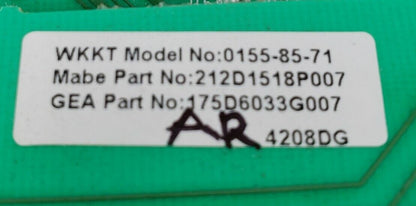 WKKT Model No:0155-85-71
Mabe Part No:212D1518P007
GEA Part No:175D6033G007
AR 4208DG